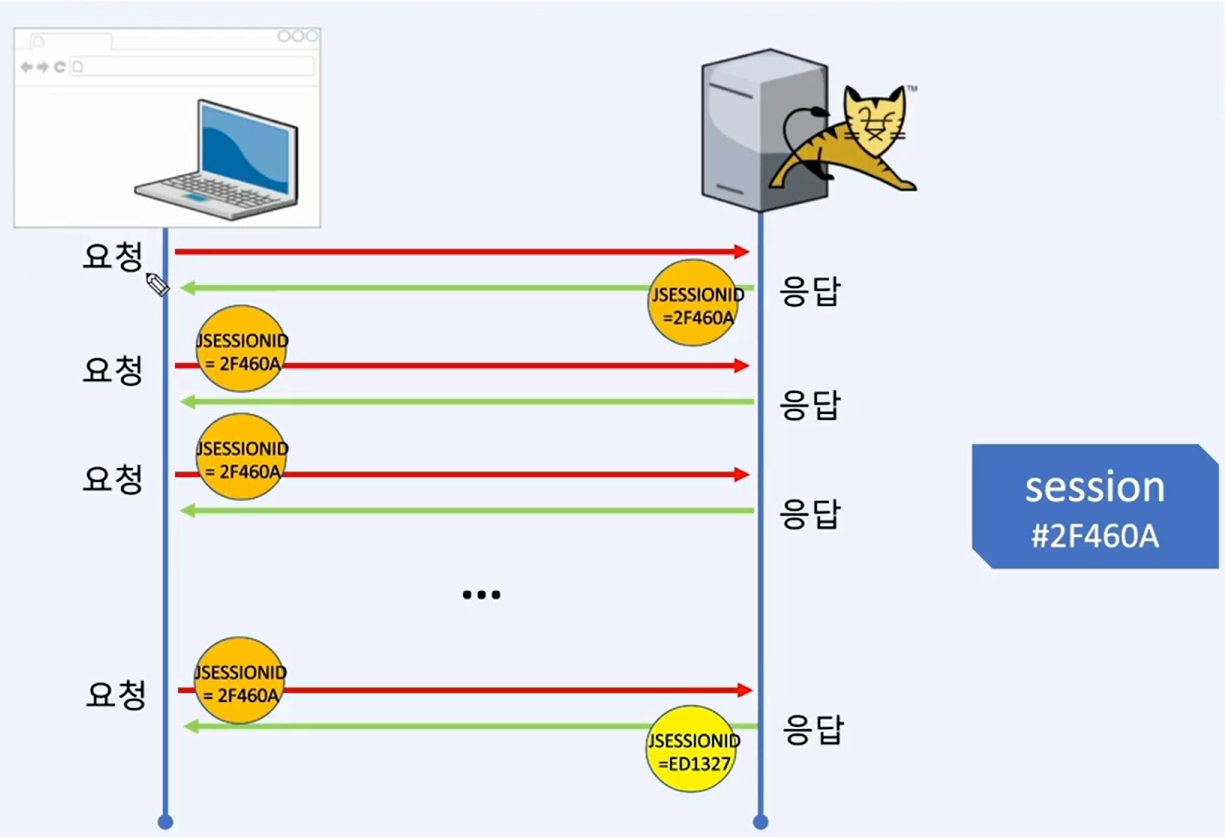 TM
요청
JSESSIONID
=2F460A
응답
JSESSIONID
= 2F460A
요청
응답
JSESSIONID
= 2F460A
요청
응답
session
#2F460A
...
JSESSIONID
= 2F460A
요청
JSESSIONID
=ED1327
응답